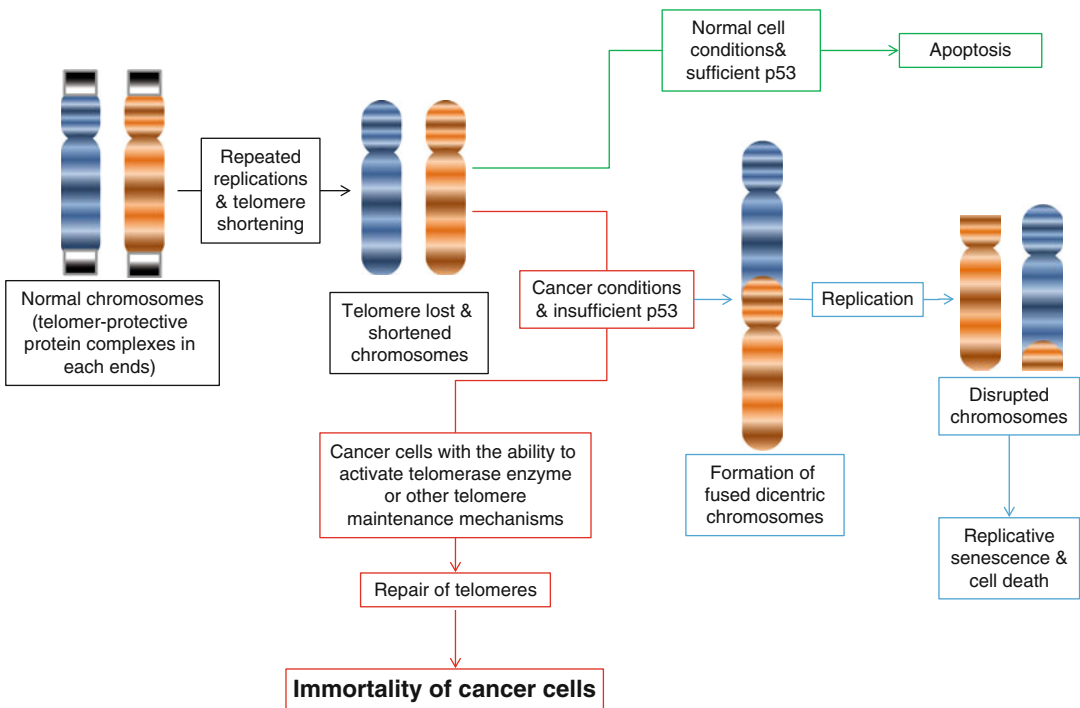 Normal cell
conditions&
sufficient p53
Apoptosis
Repeated
replications
& telomere
shortening
Normal chromosomes
(telomer-protective
protein complexes in
each ends)
Telomere lost &
shortened
chromosomes
Cancer conditions
& insufficient p53
Replication
Formation of
fused dicentric
chromosomes
Disrupted
chromosomes
Replicative
senescence &
cell death
Cancer cells with the ability to
activate telomerase enzyme
or other telomere
maintenance mechanisms
Repair of telomeres
Immortality of cancer cells